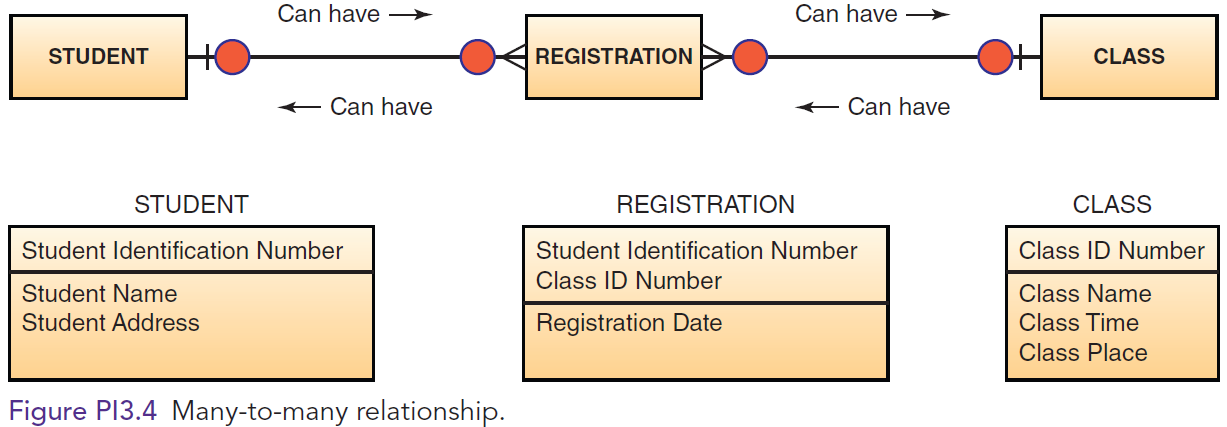 Can have
Can have
STUDENT
REGISTRATION
CLASS
Can have
Can have
STUDENT
Student Identification Number
Student Name
Student Address
REGISTRATION
Student Identification Number
Class ID Number
Registration Date
CLASS
Class ID Number
Class Name
Class Time
Class Place
Figure PI3.4 Many-to-many relationship.